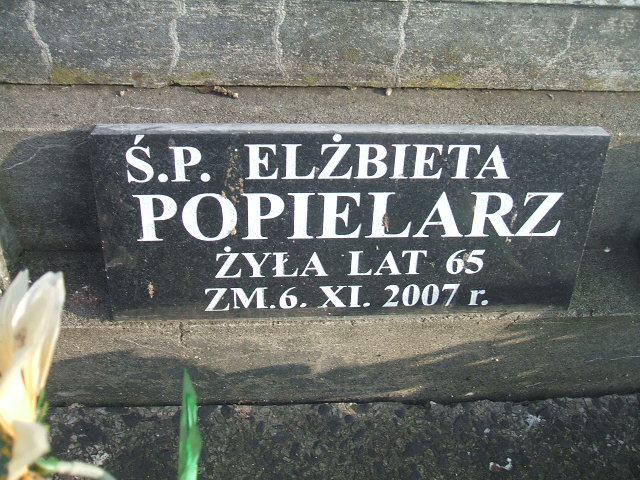 Ś.P. ELŻBIETA
POPIELARZ
ŻYŁA LAT 65
ZM.6. XI. 2007 r.